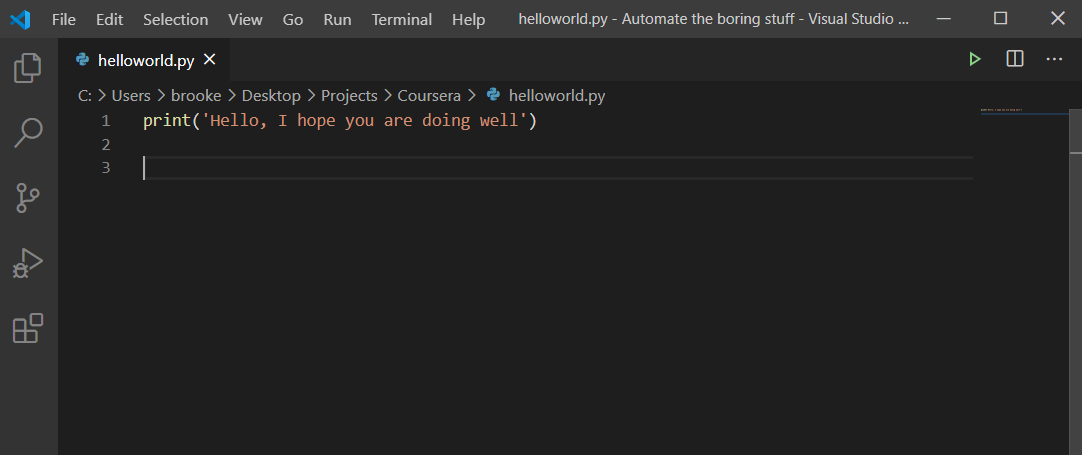 File Edit Selection View Go Run Terminal Help helloworld.py - Automate the boring stuff - Visual Studio ...
helloworld.py
C: > Users > brooke > Desktop > Projects > Coursera > helloworld.py
1 print('Hello, I hope you are doing well')
2
3